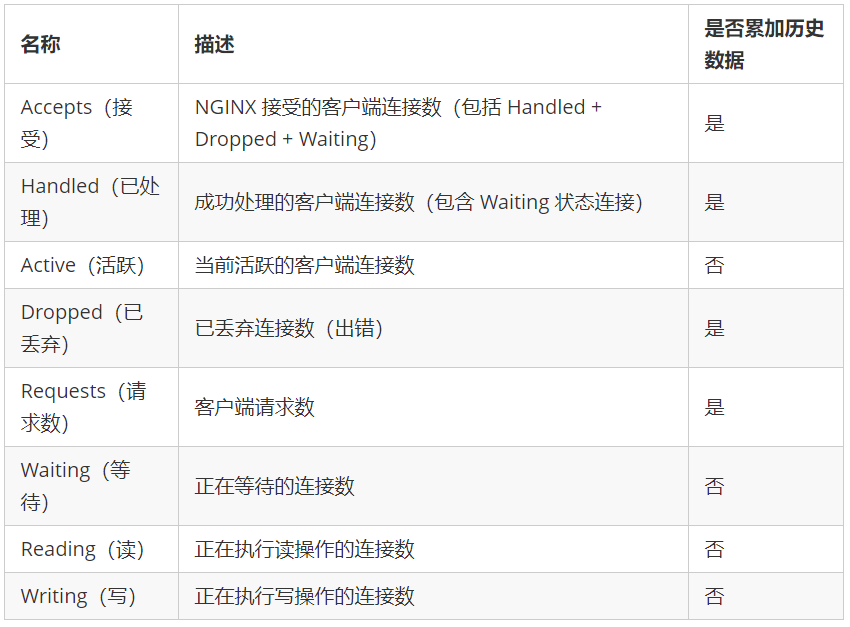 名称
描述
是否累加历史
数据
Accepts（接
受）
NGINX 接受的客户端连接数（包括 Handled +
Dropped + Waiting）
是
Handled（已处
理）
成功处理的客户端连接数（包含 Waiting 状态连接）
是
Active（活跃）
当前活跃的客户端连接数
否
Dropped（已
丢弃）
已丢弃连接数（出错）
是
Requests（请
求数）
客户端请求数
是
Waiting（等
待）
正在等待的连接数
否
Reading（读）
正在执行读操作的连接数
否
Writing（写）
正在执行写操作的连接数
否